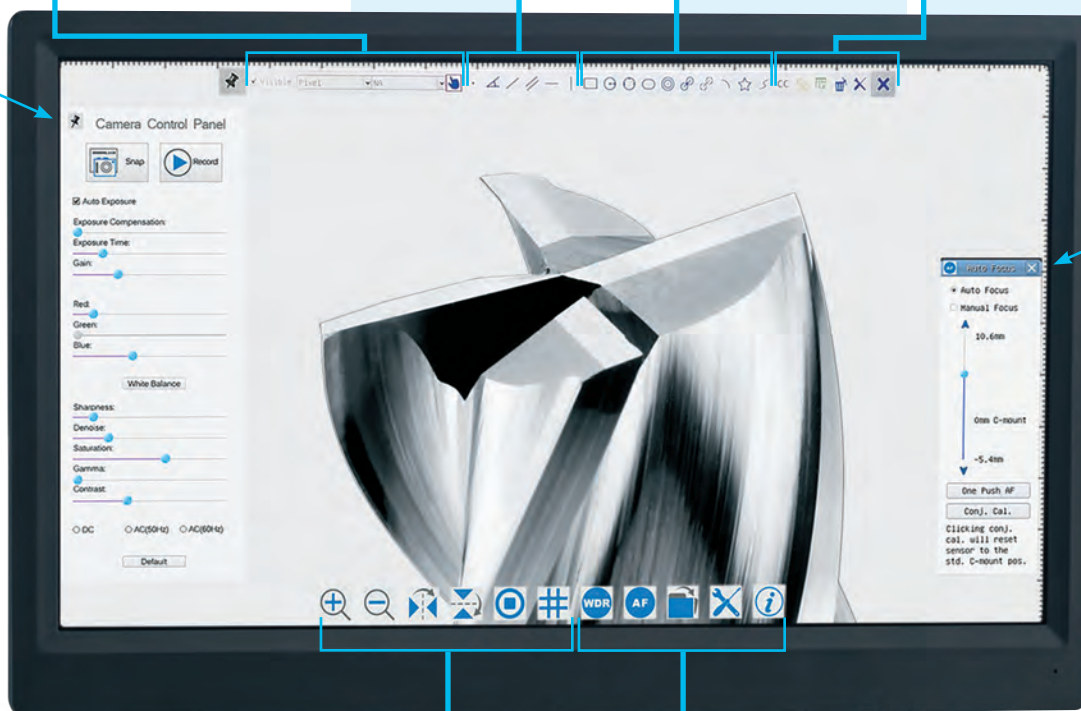 Visible Pixel NA
CC
Camera Control Panel
Snap Record
Auto Exposure
Exposure Compensation:
Exposure Time:
Gain:
Red:
Green:
Blue:
White Balance
Sharpness:
Denoise:
Saturation:
Gamma:
Contrast:
DC AC(50Hz) AC(60Hz)
Default
AF Auto Focus
Auto Focus
Manual Focus
10.6mm
0mm C-mount
-5.4mm
One Push AF
Conj. Cal.
Clicking conj.
cal. will reset
sensor to the
std. C-mount pos.
WDR AF i